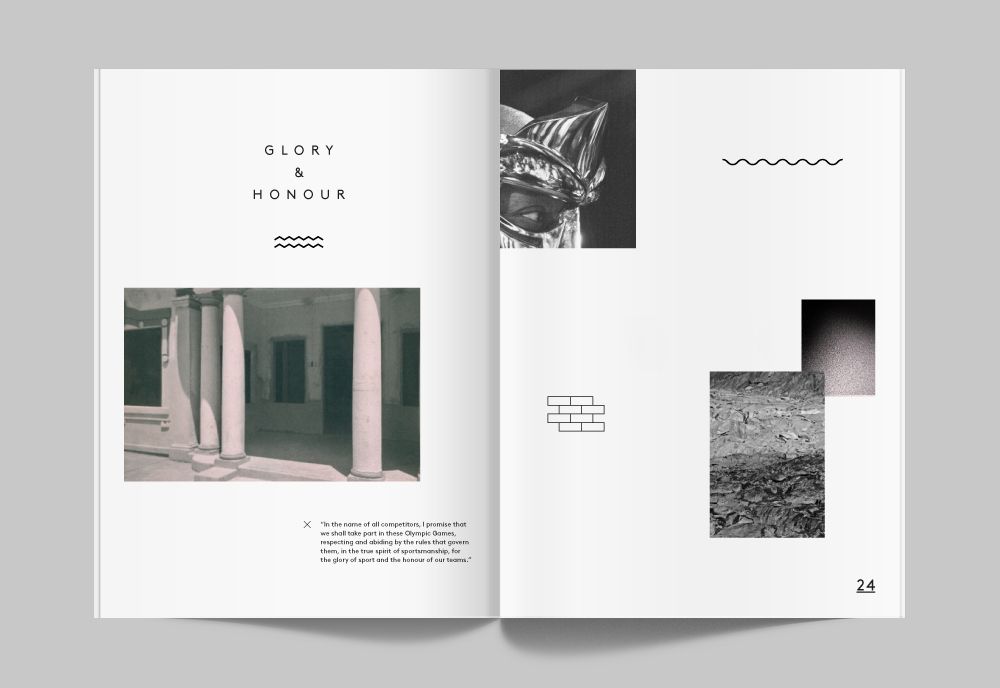 GLORY
&
HONOUR
"In the name of all competitors, I promise that
we shall take part in these Olympic Games,
respecting and abiding by the rules that govern
them, in the true spirit of sportsmanship, for
the glory of sport and the honour of our teams."
24